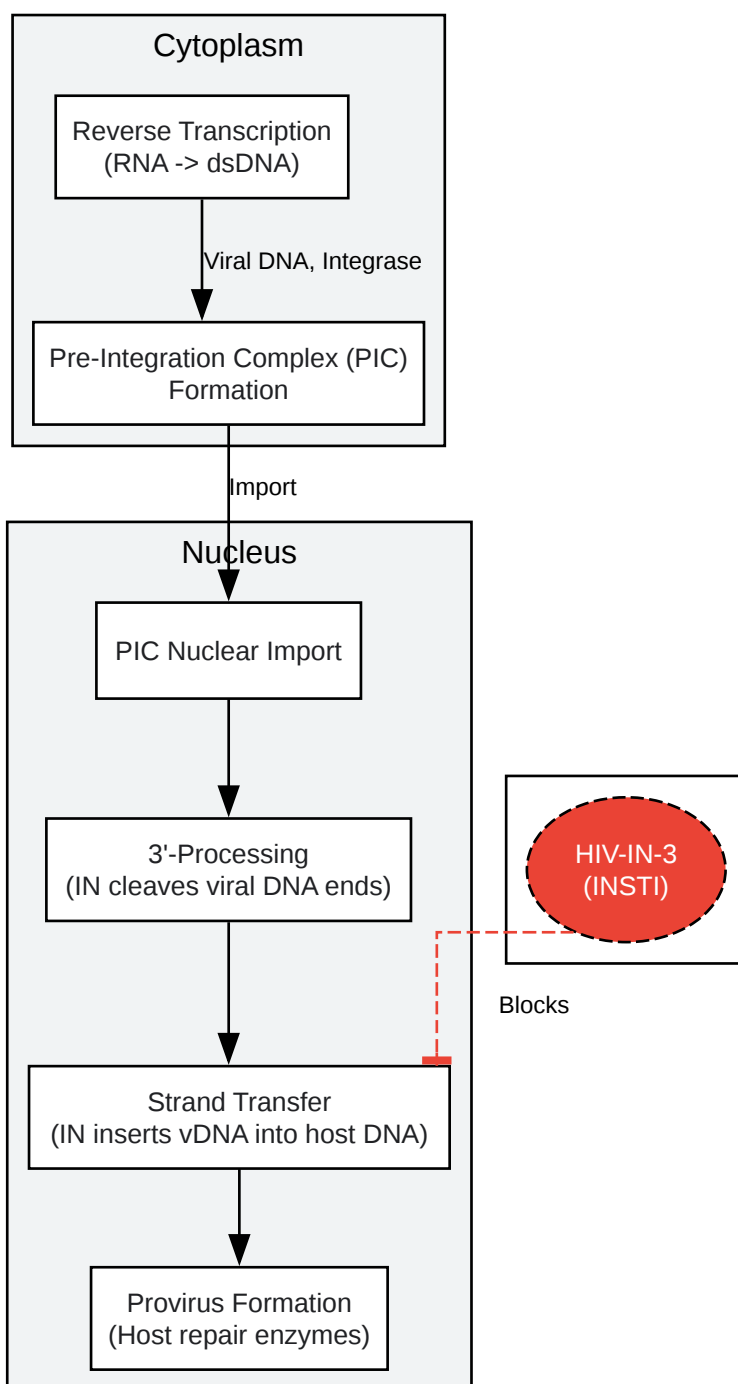 Cytoplasm
Reverse Transcription
(RNA -> dsDNA)
Viral DNA, Integrase
Pre-Integration Complex (PIC)
Formation
Import
Nucleus
PIC Nuclear Import
3'-Processing
(IN cleaves viral DNA ends)
HIV-IN-3
(INSTI)
Blocks
Strand Transfer
(IN inserts vDNA into host DNA)
Provirus Formation
(Host repair enzymes)